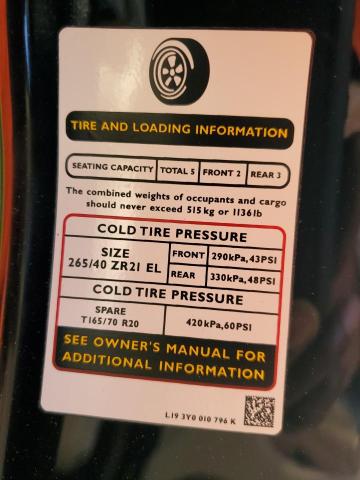 TIRE AND LOADING INFORMATION
SEATING CAPACITY TOTAL 5 FRONT 2 REAR 3
The combined weights of occupants and cargo
should never exceed 515 kg or 1136 lb
COLD TIRE PRESSURE
SIZE
265/40 ZR21 EL
FRONT 290kPa,43PSI
REAR 330kPa,48PSI
COLD TIRE PRESSURE
SPARE
T165/70 R20
420kPa,60PSI
SEE OWNER'S MANUAL FOR
ADDITIONAL INFORMATION
L19 3Y0 010 796 K